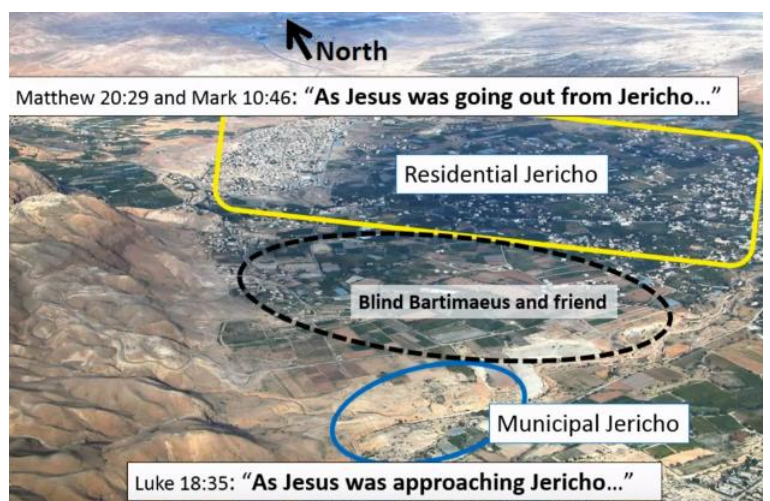 North
Matthew 20:29 and Mark 10:46: “As Jesus was going out from Jericho…”
Residential Jericho
Blind Bartimaeus and friend
Municipal Jericho
Luke 18:35: “As Jesus was approaching Jericho…”